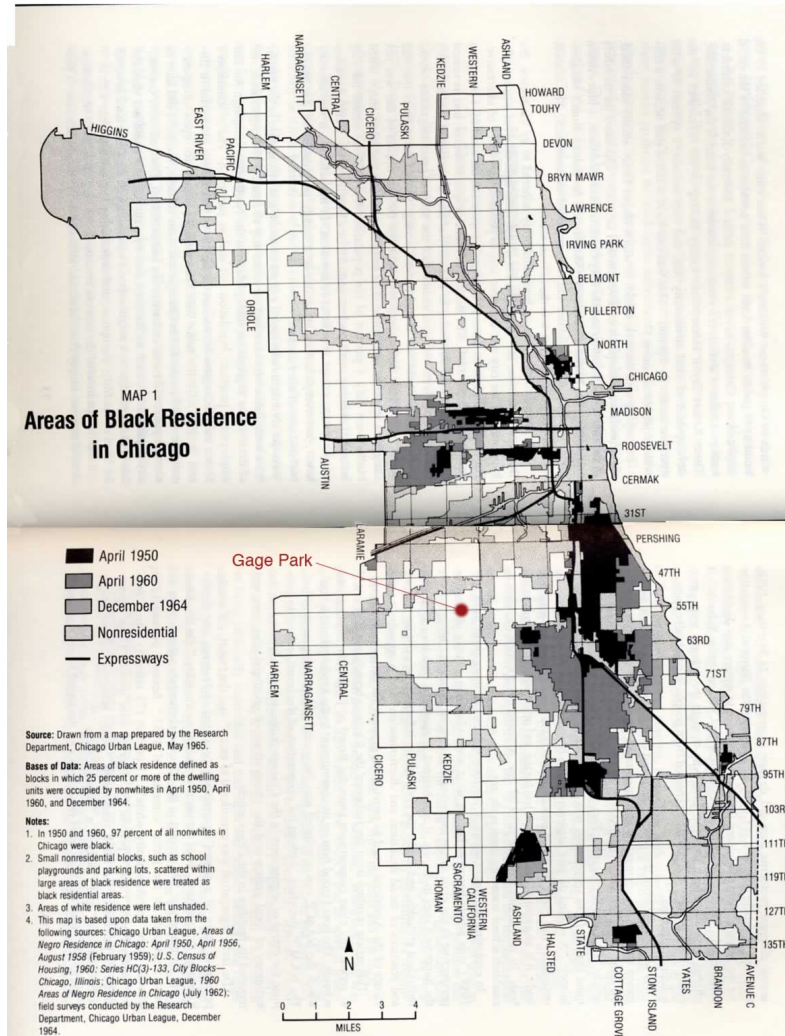 HARLEM
NARRAGANSETT
CENTRAL
CICERO
PULASKI
KEDZIE
WESTERN
ASHLAND
HOWARD
TOUHY
DEVON
BRYN MAWR
LAWRENCE
IRVING PARK
BELMONT
FULLERTON
NORTH
CHICAGO
MADISON
ROOSEVELT
CERMAK
31ST
PERSHING
47TH
55TH
63RD
71ST
79TH
87TH
95TH
103R
111TH
119TH
127TH
135TH
HIGGINS
EAST RIVER
PACIFIC
ORIOLE
AUSTIN
LARAMIE
MAP 1
Areas of Black Residence
in Chicago
April 1950
April 1960
December 1964
Nonresidential
Expressways
Gage Park
HARLEM
NARRAGANSETT
CENTRAL
CICERO
PULASKI
KEDZIE
HOMAN
SACRAMENTO
WESTERN
CALIFORNIA
ASHLAND
HALSTED
STATE
COTTAGE GROVE
STONY ISLAND
YATES
BRANDON
AVENUE C
Source: Drawn from a map prepared by the Research
Department, Chicago Urban League, May 1965.
Bases of Data: Areas of black residence defined as
blocks in which 25 percent or more of the dwelling
units were occupied by nonwhites in April 1950, April
1960, and December 1964.
Notes:
1. In 1950 and 1960, 97 percent of all nonwhites in
Chicago were black.
2. Small nonresidential blocks, such as school
playgrounds and parking lots, scattered within
large areas of black residence were treated as
black residential areas.
3. Areas of white residence were left unshaded.
4. This map is based upon data taken from the
following sources: Chicago Urban League, Areas of
Negro Residence in Chicago: April 1950, April 1956,
August 1958 (February 1959); U.S. Census of
Housing, 1960: Series HC(3)-133, City Blocks—
Chicago, Illinois; Chicago Urban League, 1960
Areas of Negro Residence in Chicago (July 1962);
field surveys conducted by the Research
Department, Chicago Urban League, December
1964.
N
0 1 2 3 4
MILES